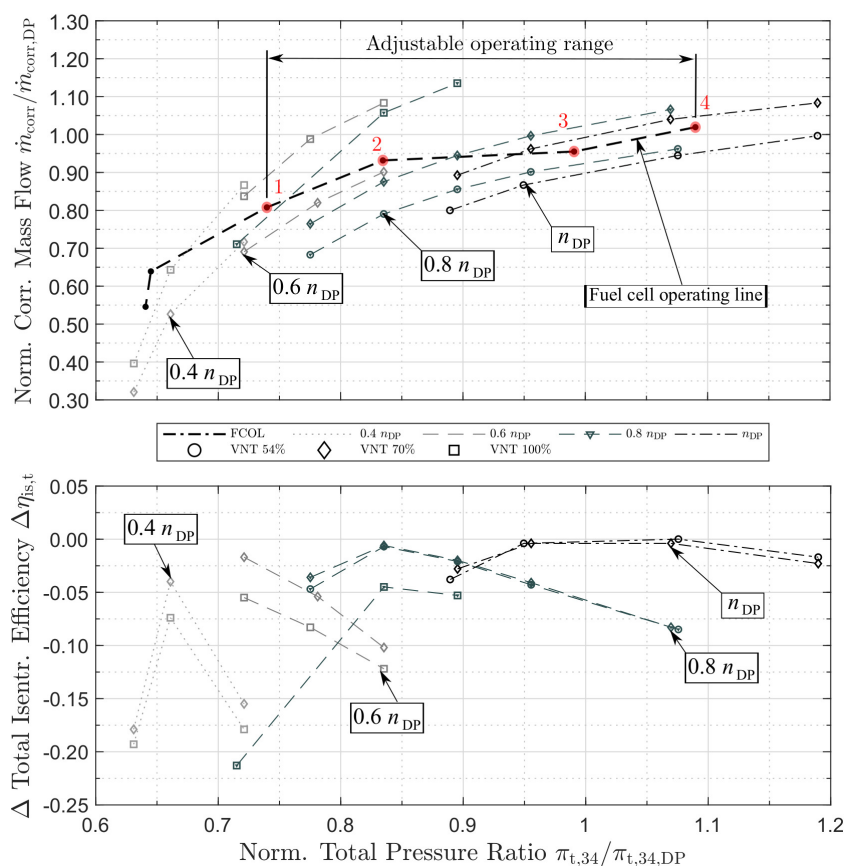 Norm. Corr. Mass Flow ṁcorr/ṁcorr,DP
1.30
1.20
1.10
1.00
0.90
0.80
0.70
0.60
0.50
0.40
0.30
Adjustable operating range
1
2
3
4
nDP
0.8 nDP
0.6 nDP
0.4 nDP
Fuel cell operating line
FCOL 0.4 nDP 0.6 nDP 0.8 nDP nDP
VNT 54% VNT 70% VNT 100%
Δ Total Isentr. Efficiency Δηis,t
0.05
0.00
-0.05
-0.10
-0.15
-0.20
-0.25
0.4 nDP
nDP
0.8 nDP
0.6 nDP
0.6 0.7 0.8 0.9 1 1.1 1.2
Norm. Total Pressure Ratio πt,34/πt,34,DP